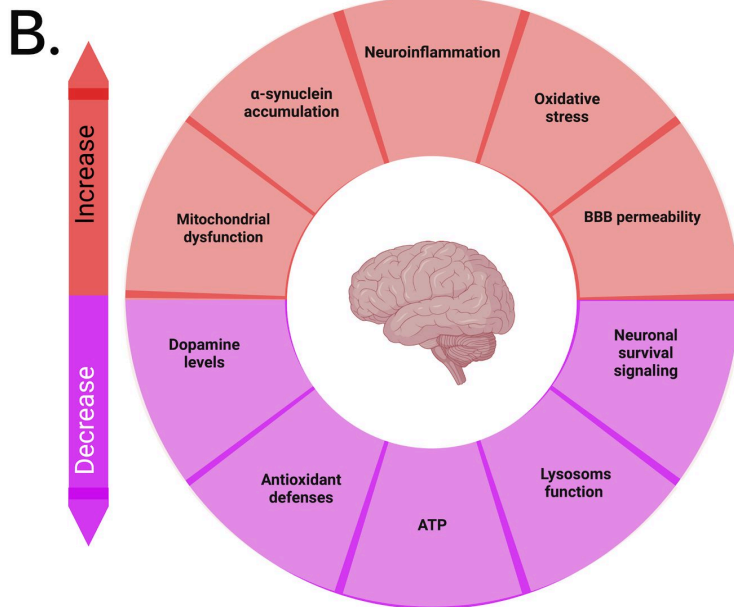 B.
Increase
Decrease
Neuroinflammation
Oxidative
stress
BBB permeability
Neuronal
survival
signaling
Lysosoms
function
ATP
Antioxidant
defenses
Dopamine
levels
Mitochondrial
dysfunction
α-synuclein
accumulation